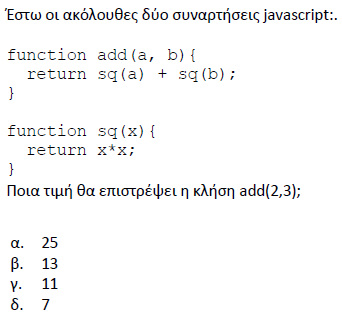 Έστω οι ακόλουθες δύο συναρτήσεις javascript:.
function add(a, b){
  return sq(a) + sq(b);
}
function sq(x){
  return x*x;
}
Ποια τιμή θα επιστρέψει η κλήση add(2,3);
α. 25
β. 13
γ. 11
δ. 7